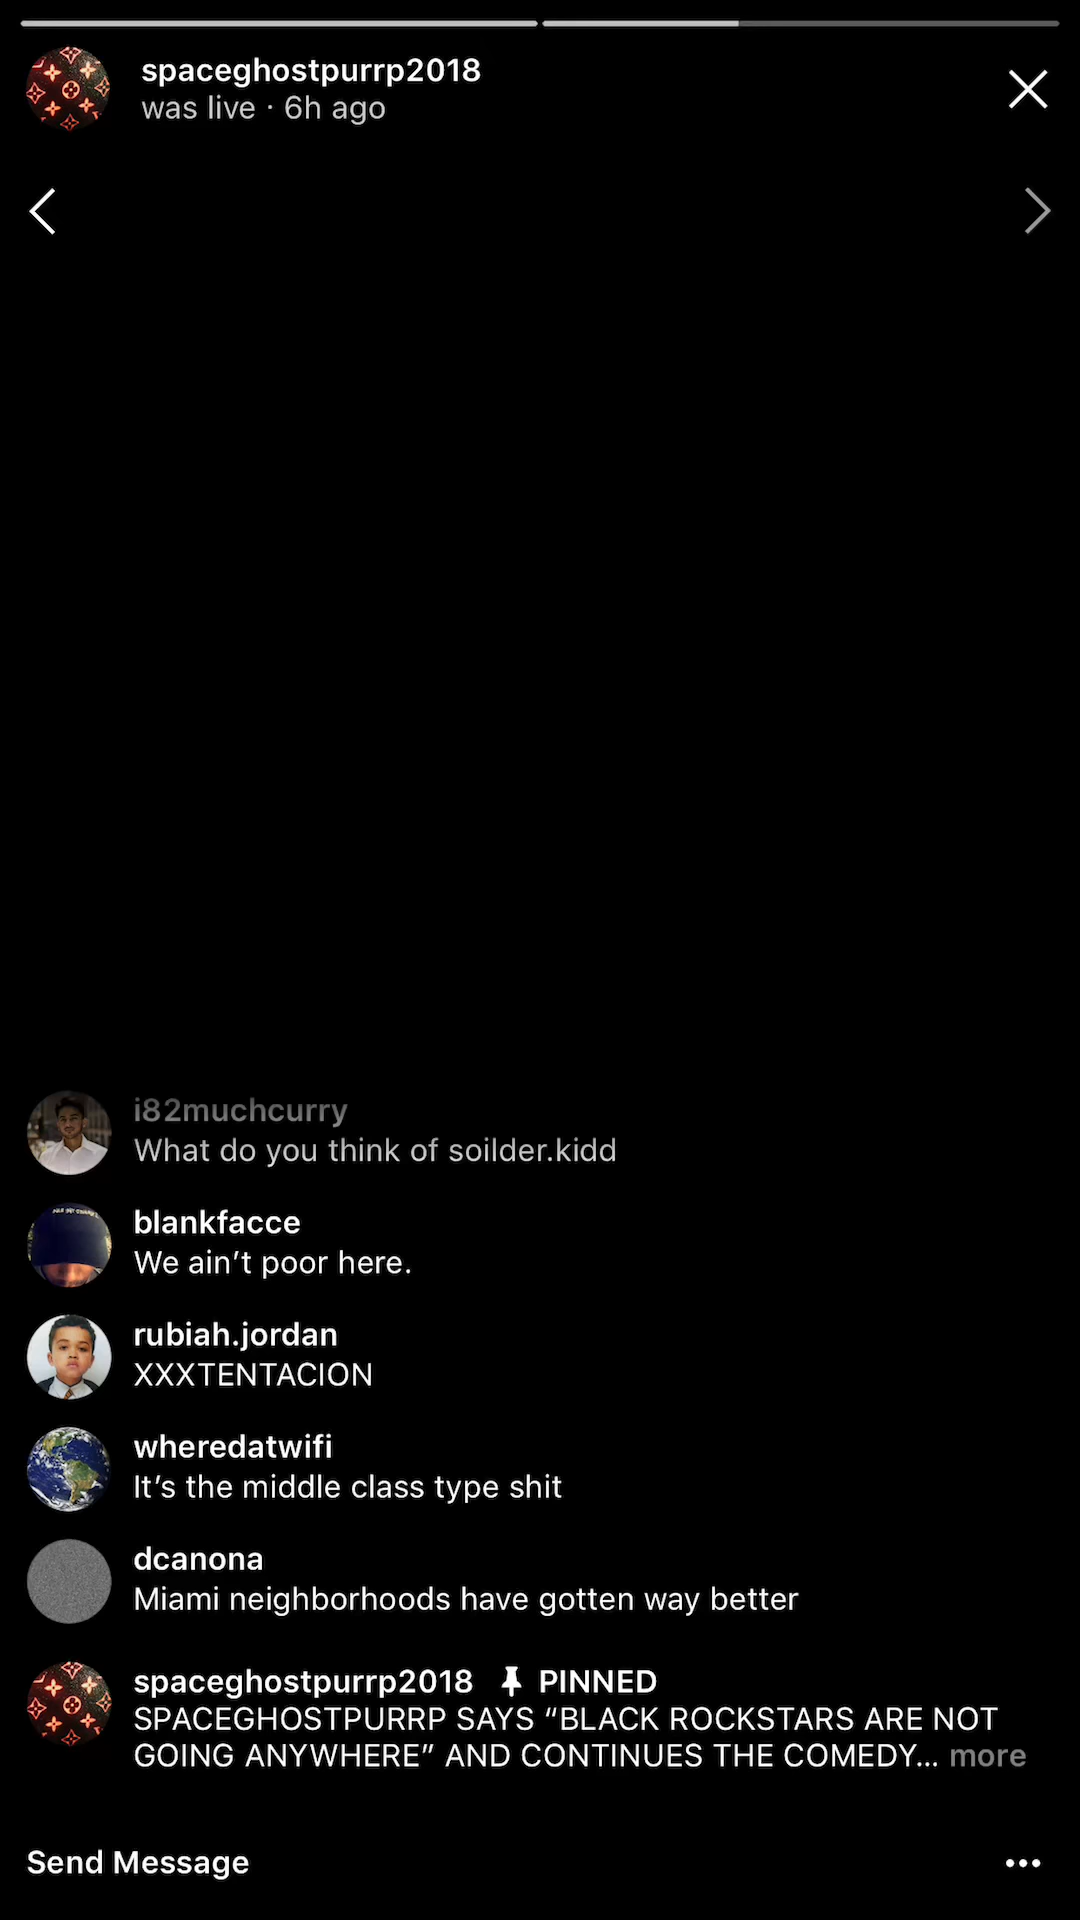 spaceghostpurrp2018
was live · 6h ago
i82muchcurry
What do you think of soilder.kidd
blankfacce
We ain’t poor here.
rubiah.jordan
XXXTENTACION
wheredatwifi
It’s the middle class type shit
dcanona
Miami neighborhoods have gotten way better
spaceghostpurrp2018 PINNED
SPACEGHOSTPURRP SAYS “BLACK ROCKSTARS ARE NOT
GOING ANYWHERE” AND CONTINUES THE COMEDY... more
Send Message